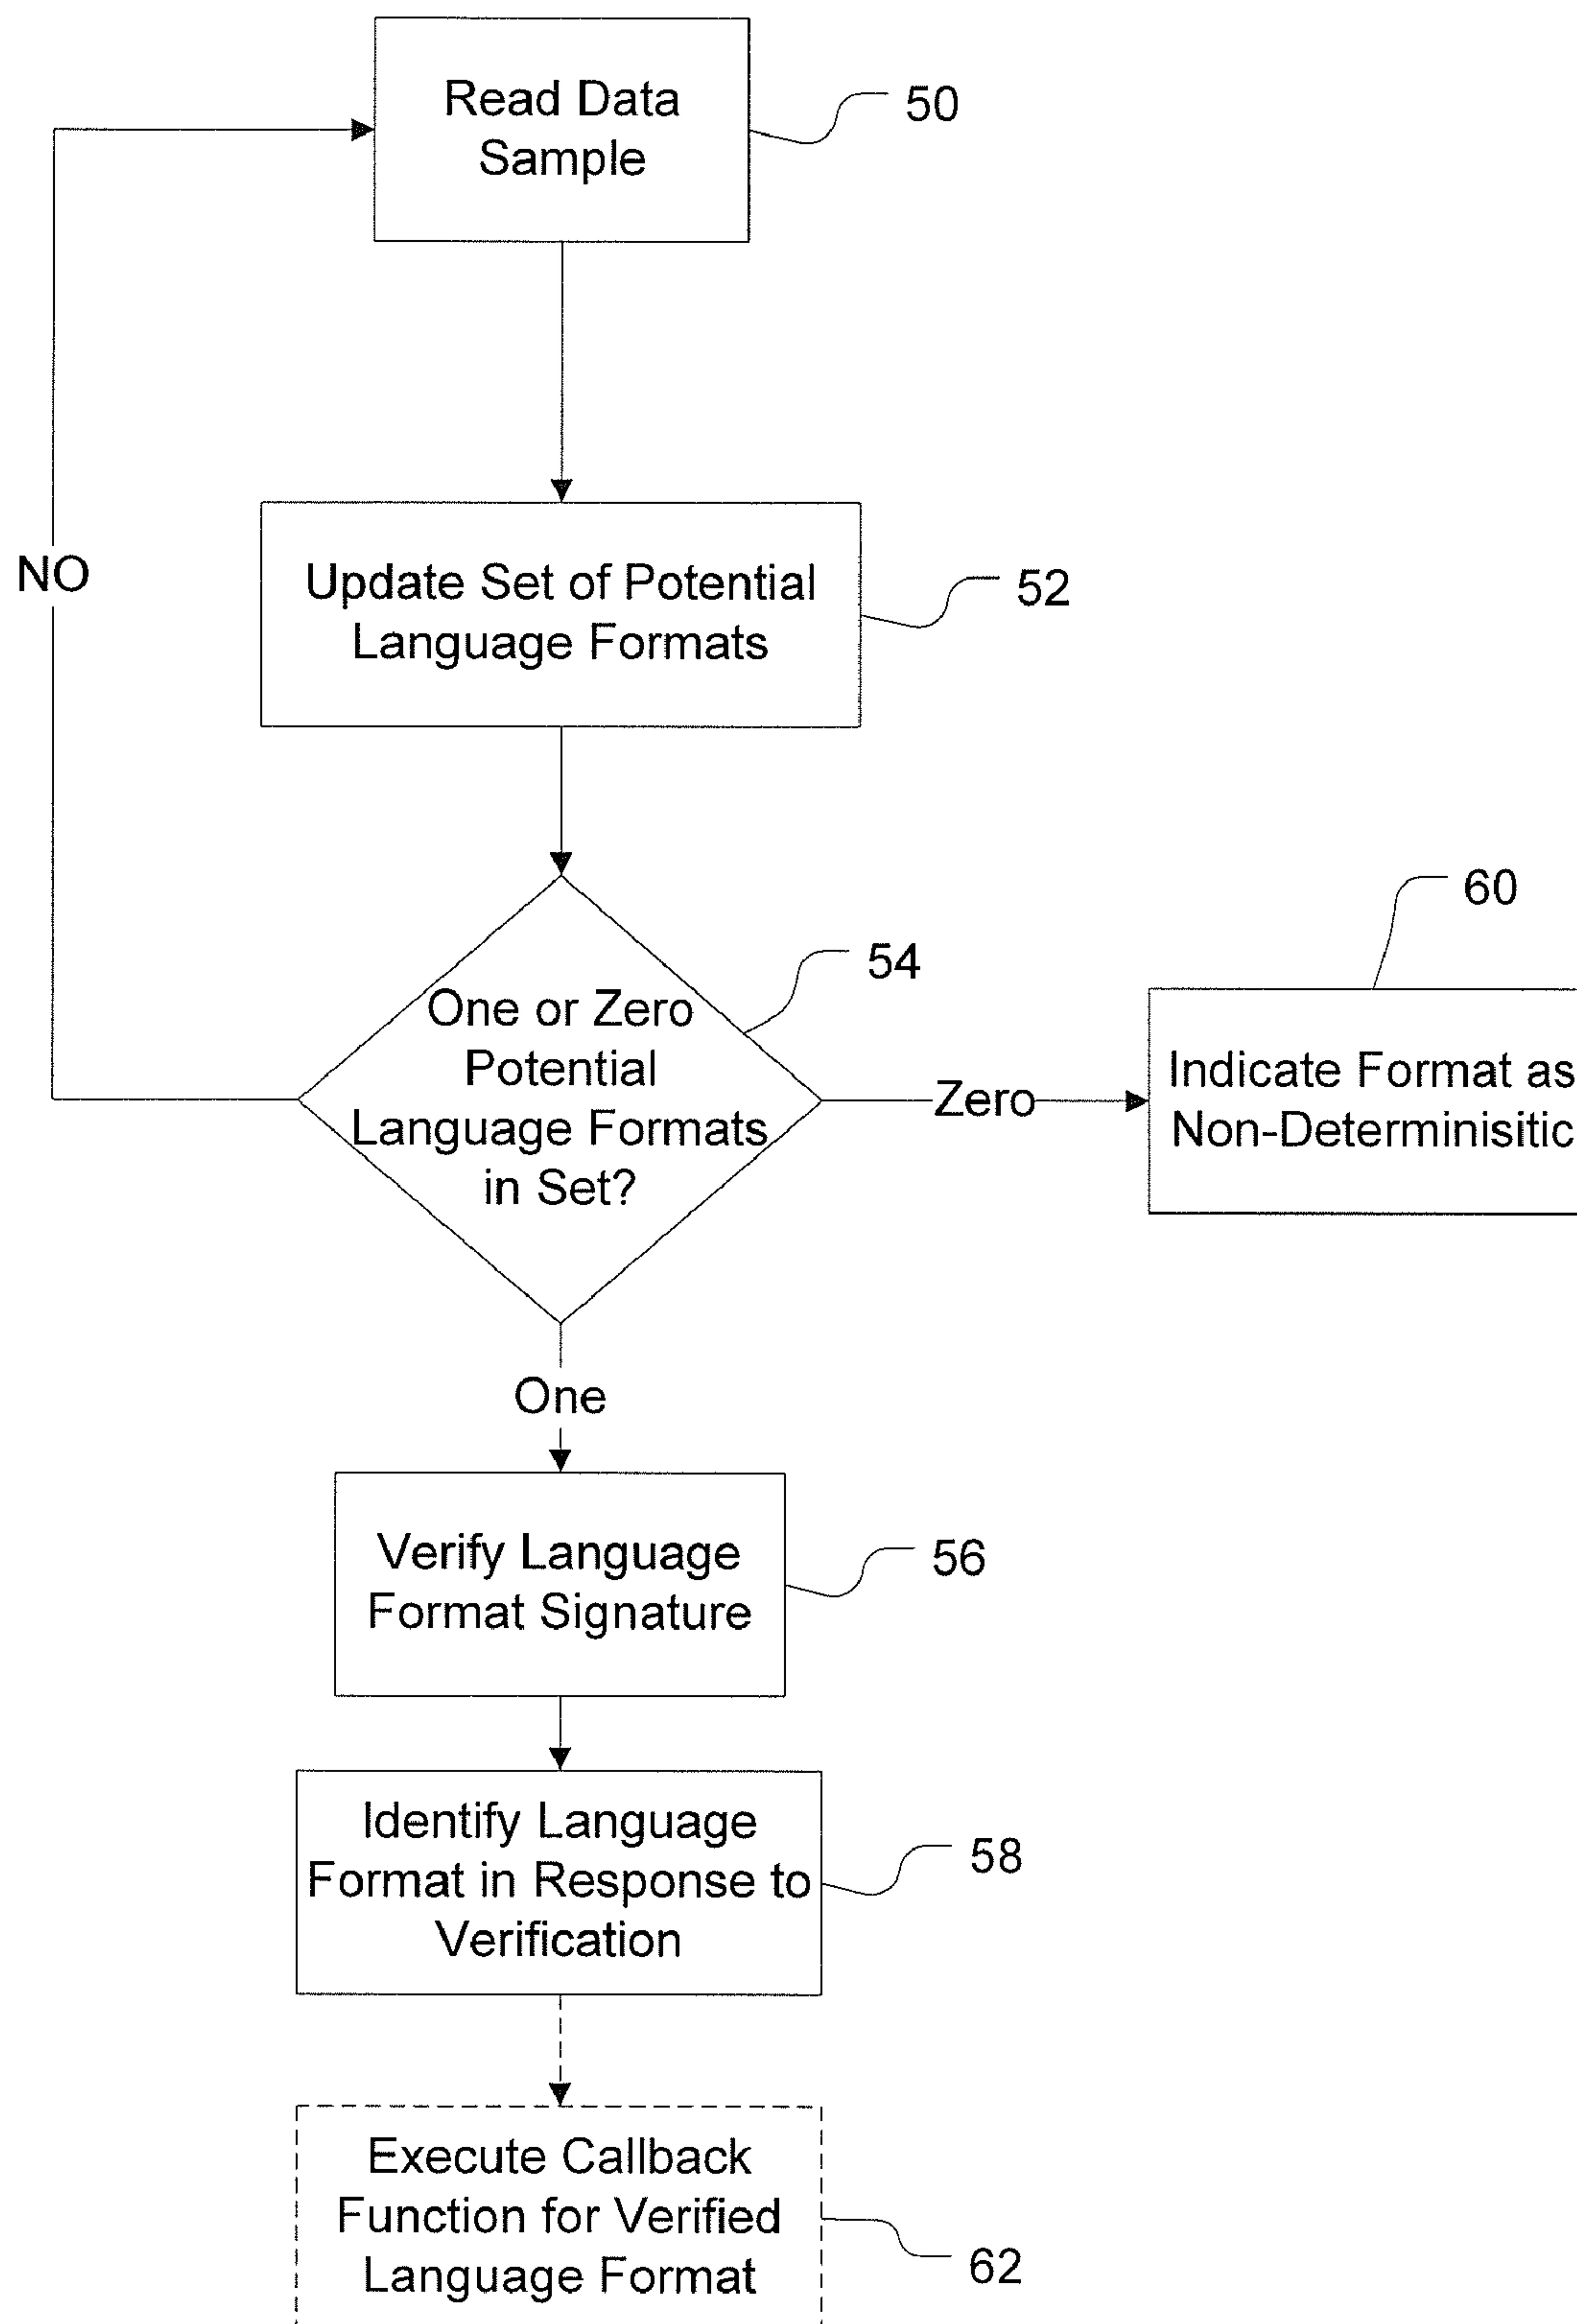 Read Data
Sample
50
NO
Update Set of Potential
Language Formats
52
54
One or Zero
Potential
Language Formats
in Set?
Zero
60
Indicate Format as
Non-Determinisitic
One
Verify Language
Format Signature
56
Identify Language
Format in Response to
Verification
58
Execute Callback
Function for Verified
Language Format
62